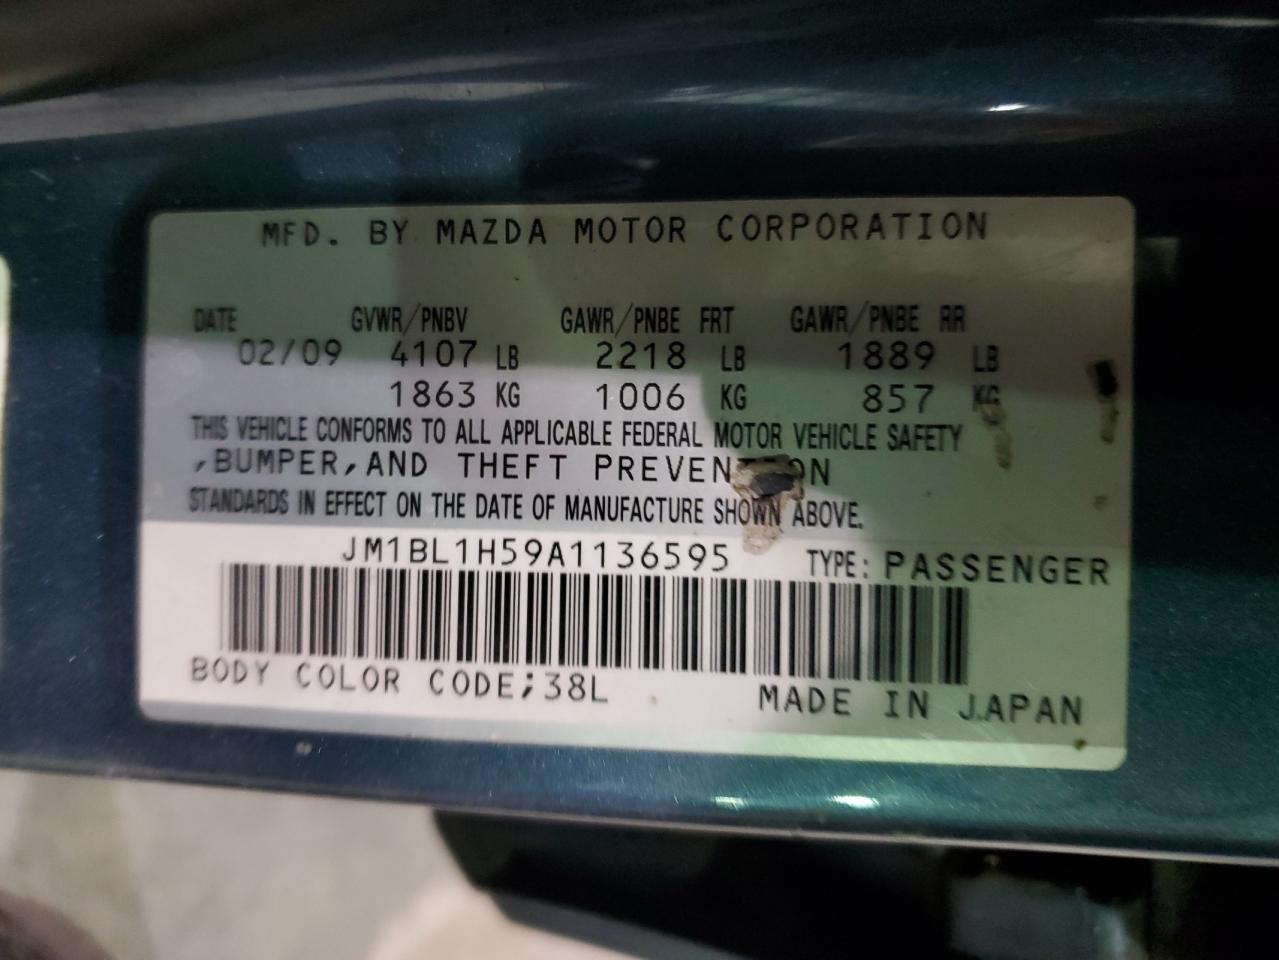 MFD. BY MAZDA MOTOR CORPORATION
DATE GVWR/PNBV GAWR/PNBE FRT GAWR/PNBE RR
02/09 4107 LB 2218 LB 1889 LB
1863 KG 1006 KG 857 KG
THIS VEHICLE CONFORMS TO ALL APPLICABLE FEDERAL MOTOR VEHICLE SAFETY
,BUMPER,AND THEFT PREVENTION
STANDARDS IN EFFECT ON THE DATE OF MANUFACTURE SHOWN ABOVE.
JM1BL1H59A1136595 TYPE: PASSENGER
BODY COLOR CODE;38L MADE IN JAPAN